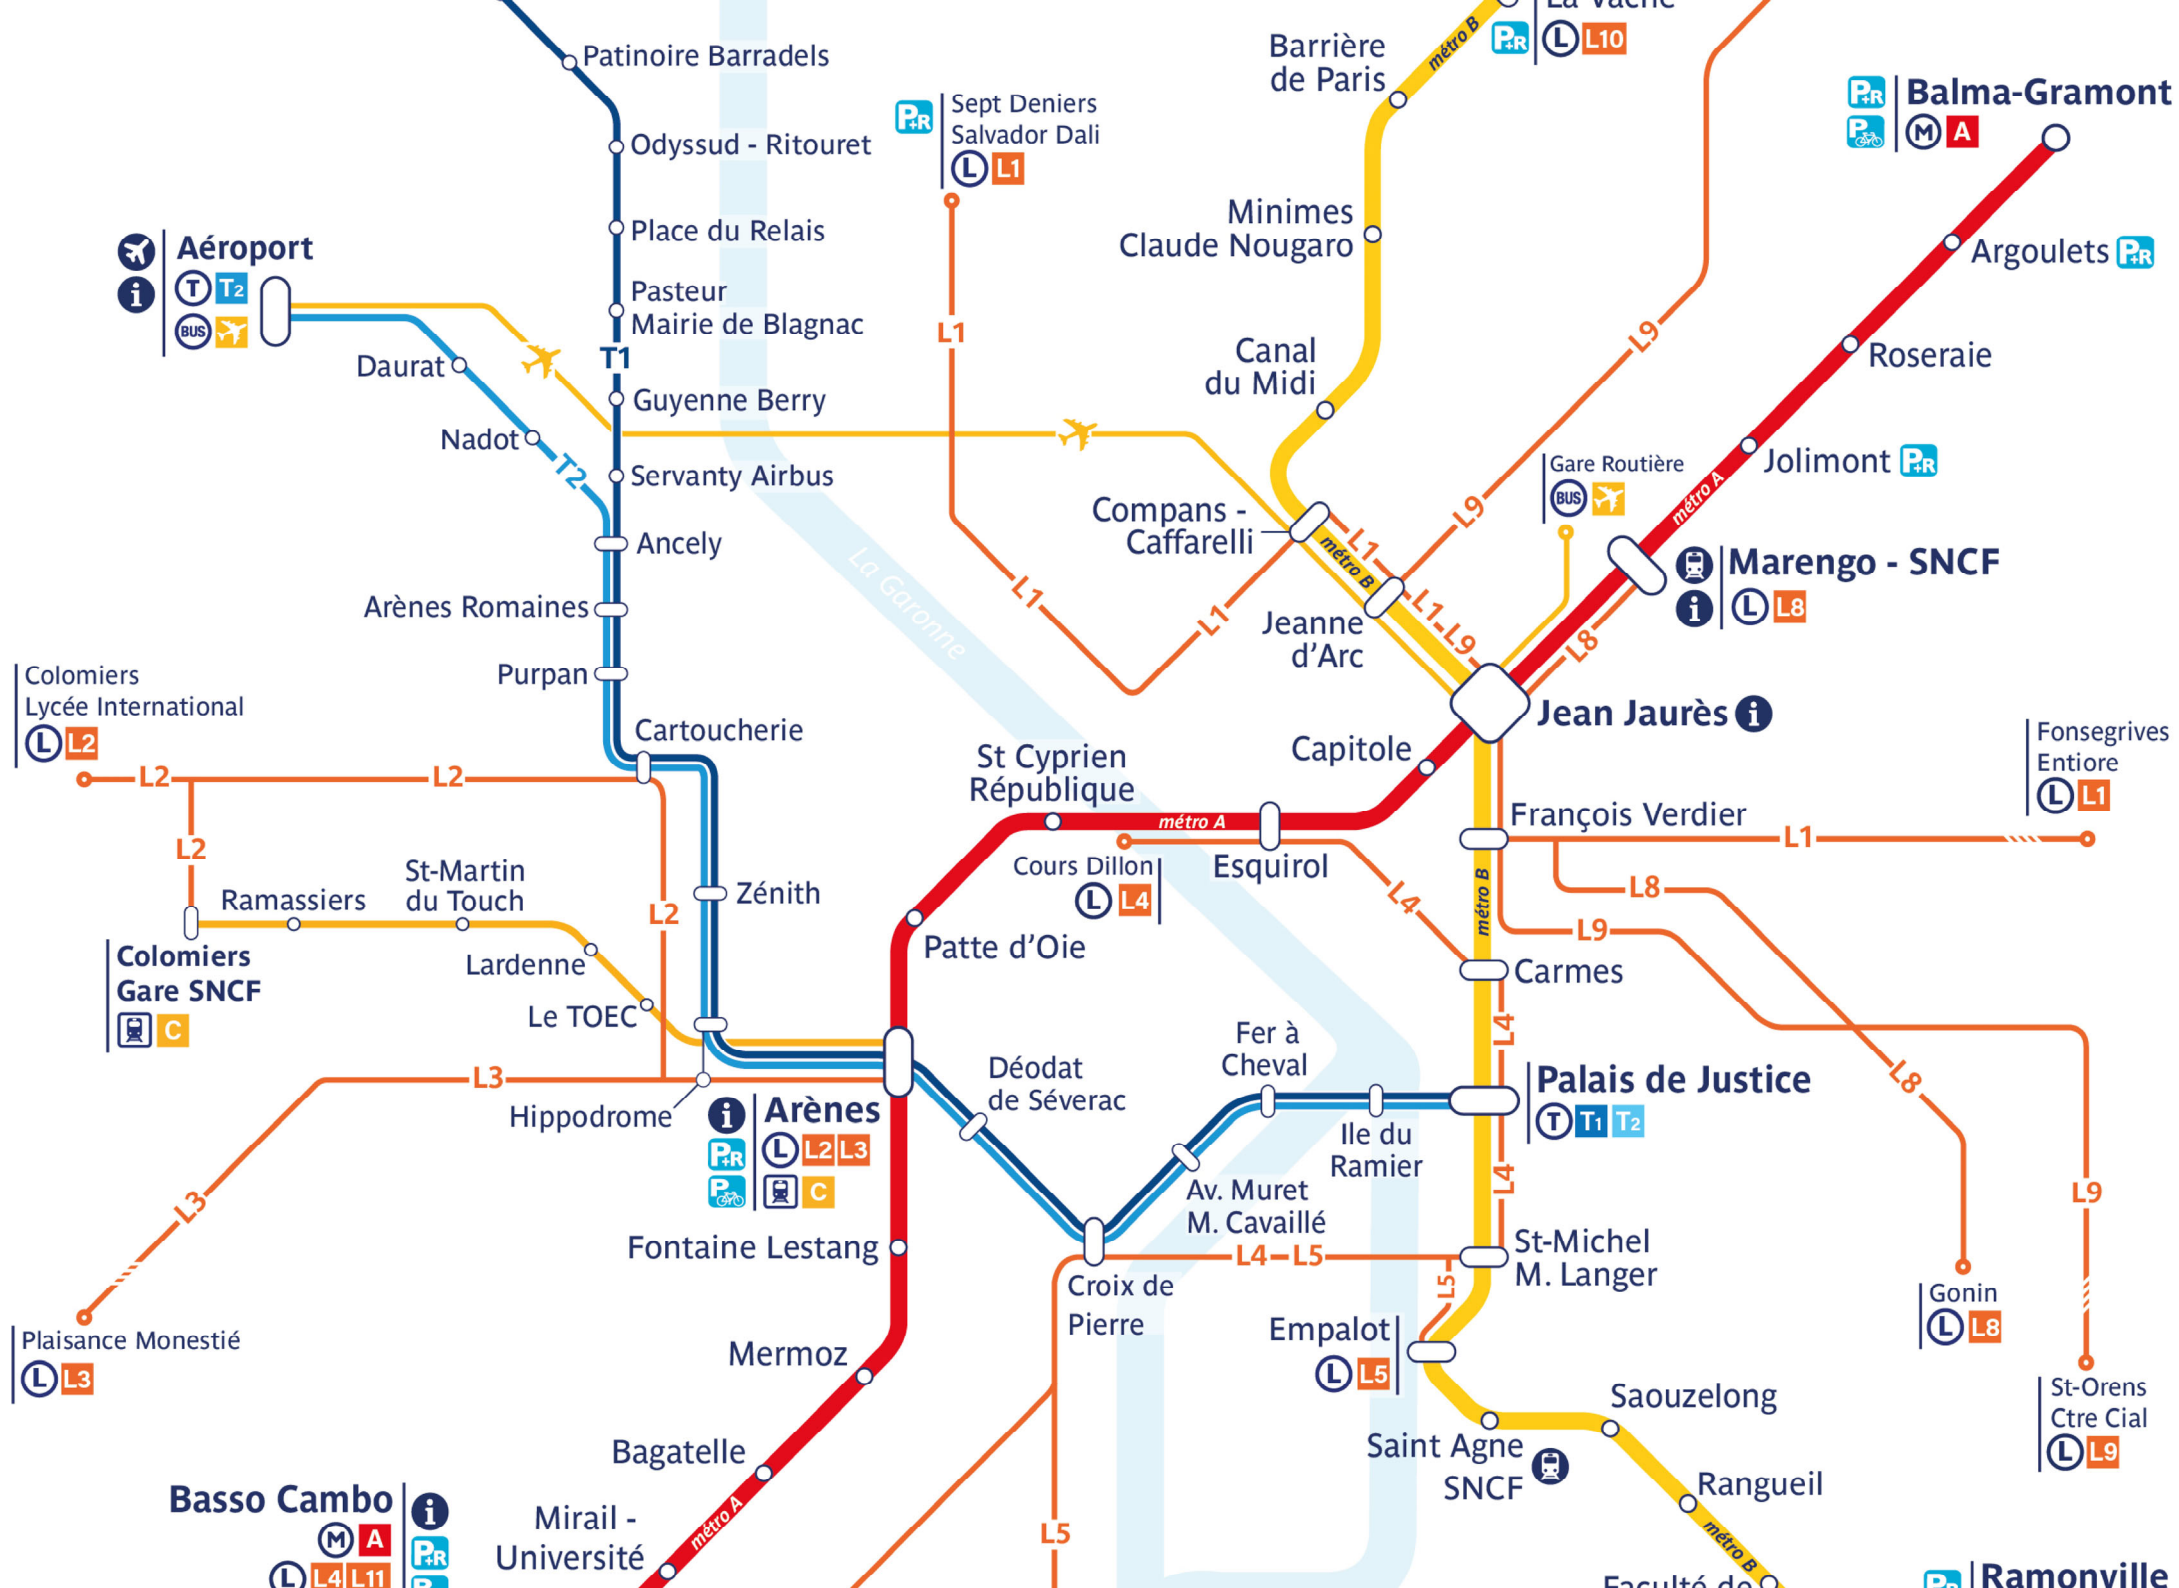 La Vache
P+R L L10
Barrière
de Paris
métro B
Patinoire Barradels
P+R Balma-Gramont
P M A
P+R Sept Deniers
Salvador Dali
L L1
Odyssud - Ritouret
Minimes
Claude Nougaro
Place du Relais
Argoulets P+R
Aéroport
i T T2
BUS
Pasteur
Mairie de Blagnac
L1
L9
T1
Canal
du Midi
Roseraie
Daurat
Guyenne Berry
Nadot
T2
Servanty Airbus
Gare Routière
BUS
Jolimont P+R
métro A
L9
Compans -
Caffarelli
L1
métro B
Ancely
La Garonne
Marengo - SNCF
i L L8
Arènes Romaines
L1
L1
L1
L9
L8
Jeanne
d'Arc
Purpan
Colomiers
Lycée International
L L2
Jean Jaurès i
Cartoucherie
Capitole
Fonsegrives
Entiore
L L1
L2
L2
St Cyprien
République
métro A
François Verdier
L1
L2
Cours Dillon
L L4
Esquirol
L4
métro B
L8
St-Martin
du Touch
Ramassiers
L2
Zénith
L9
Patte d'Oie
Carmes
Lardenne
Colomiers
Gare SNCF
C
Le TOEC
L4
Fer à
Cheval
L3
Déodat
de Séverac
L8
Palais de Justice
T T1 T2
Hippodrome
i Arènes
P+R L L2 L3
P C
Ile du
Ramier
L4
L9
Av. Muret
M. Cavaillé
L3
Fontaine Lestang
L4
L5
St-Michel
M. Langer
L5
Croix de
Pierre
Gonin
L L8
Plaisance Monestié
L L3
Empalot
L L5
Mermoz
St-Orens
Ctre Cial
L L9
Saouzelong
Saint Agne
SNCF
Bagatelle
Rangueil
Basso Cambo i
M A
P+R
L L4 L11
P
Mirail -
Université
métro A
L5
métro B
Faculté de
P+R Ramonville